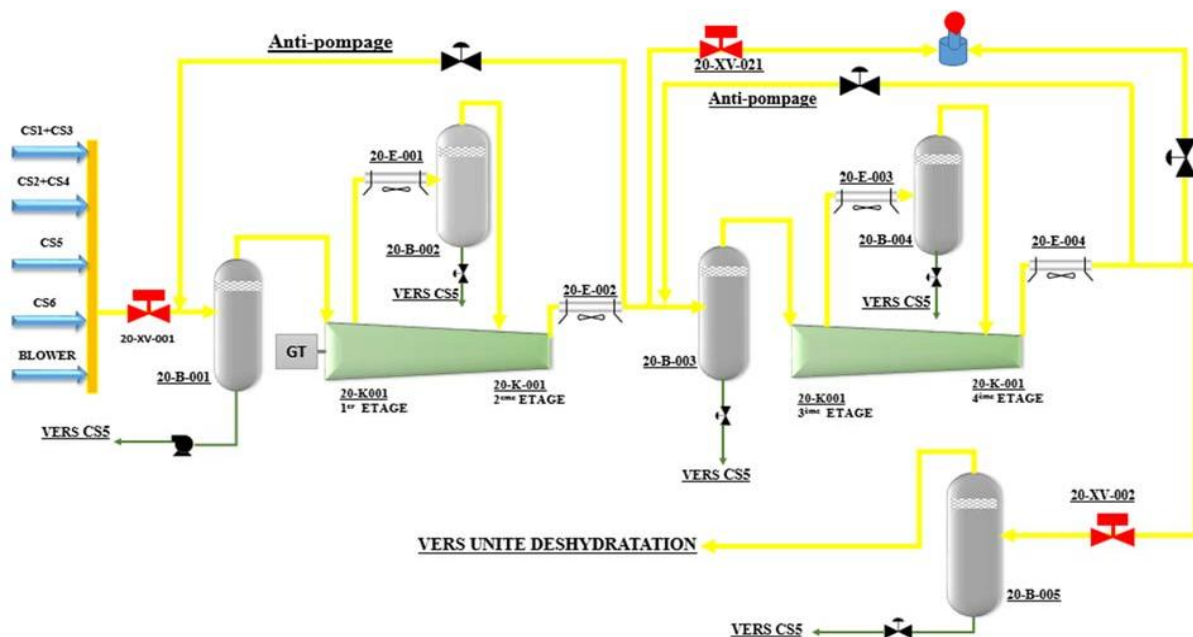 Anti-pompage
20-XV-021
Anti-pompage
CS1+CS3
20-E-001
20-E-003
CS2+CS4
20-B-002
20-B-004
20-E-004
CS5
VERS CS5
20-E-002
VERS CS5
CS6
20-XV-001
GT
BLOWER
20-B-001
20-B-003
20-K001
1er ETAGE
20-K-001
2eme ETAGE
20-K001
3ième ETAGE
20-K-001
4ième ETAGE
VERS CS5
VERS CS5
20-XV-002
VERS UNITE DESHYDRATATION
20-B-005
VERS CS5